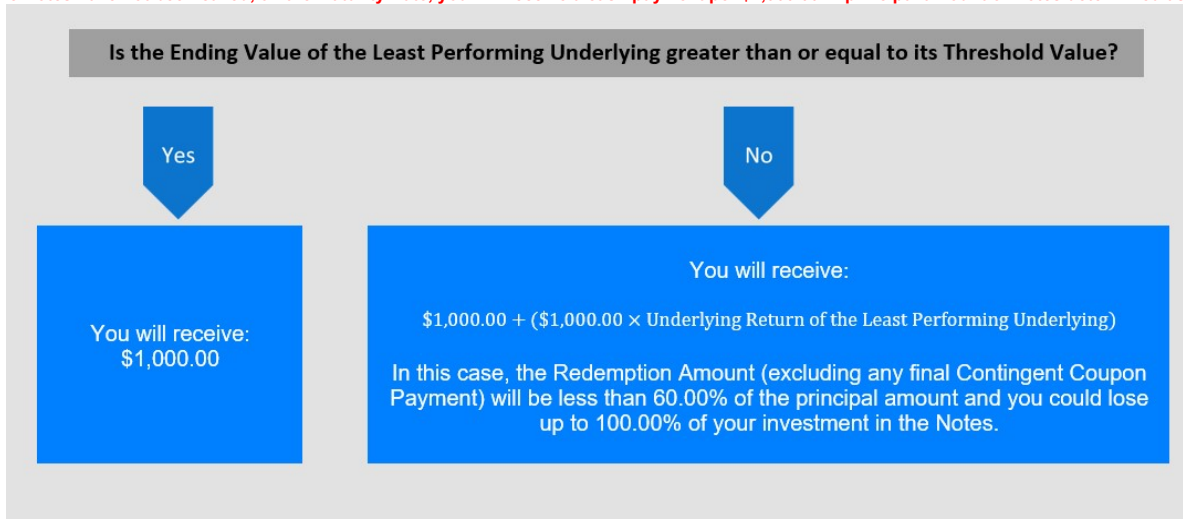 Is the Ending Value of the Least Performing Underlying greater than or equal to its Threshold Value?
Yes
No
You will receive:
$1,000.00
You will receive:
$1,000.00 + ($1,000.00 × Underlying Return of the Least Performing Underlying)
In this case, the Redemption Amount (excluding any final Contingent Coupon
Payment) will be less than 60.00% of the principal amount and you could lose
up to 100.00% of your investment in the Notes.